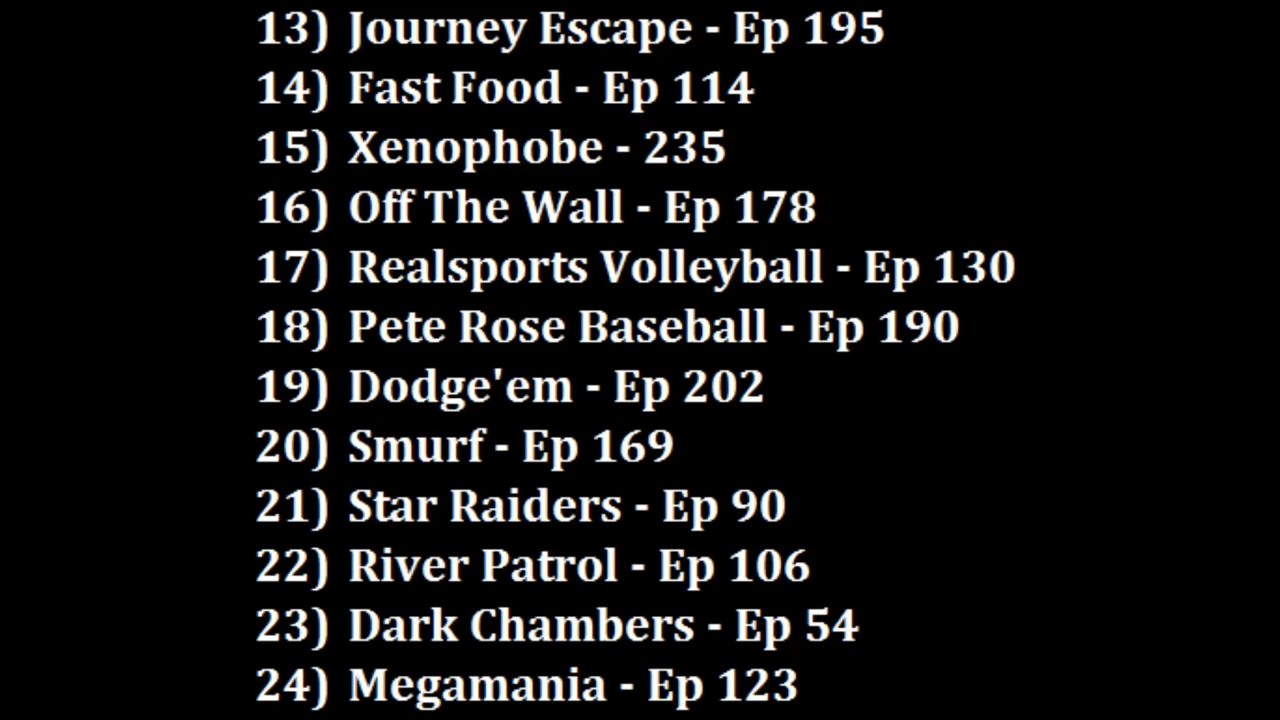 13) Journey Escape - Ep 195
14) Fast Food - Ep 114
15) Xenophobe - 235
16) Off The Wall - Ep 178
17) Realsports Volleyball - Ep 130
18) Pete Rose Baseball - Ep 190
19) Dodge'em - Ep 202
20) Smurf - Ep 169
21) Star Raiders - Ep 90
22) River Patrol - Ep 106
23) Dark Chambers - Ep 54
24) Megamania - Ep 123